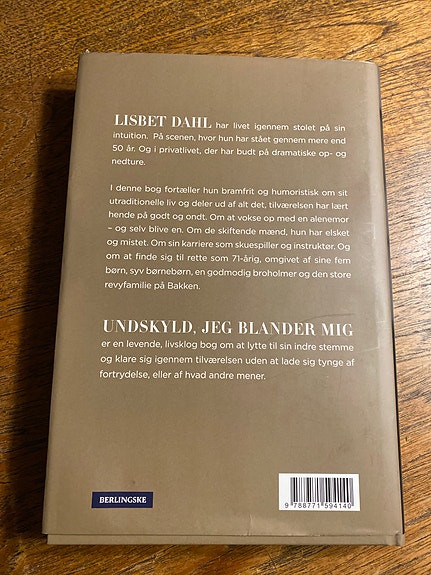 LISBET DAHL har livet igennem stolet på sin
intuition. På scenen, hvor hun har stået gennem mere end
50 år. Og i privatlivet, der har budt på dramatiske op- og
nedture.
I denne bog fortæller hun bramfrit og humoristisk om sit
utraditionelle liv og deler ud af alt det, tilværelsen har lært
hende på godt og ondt. Om at vokse op med en alenemor
– og selv blive en. Om de skiftende mænd, hun har elsket
og mistet. Om sin karriere som skuespiller og instruktør. Og
om at finde sig til rette som 71-årig, omgivet af sine fem
børn, syv børnebørn, en godmodig broholmer og den store
revyfamilie på Bakken.
UNDSKYLD, JEG BLANDER MIG
er en levende, livsklog bog om at lytte til sin indre stemme
og klare sig igennem tilværelsen uden at lade sig tynge af
fortrydelse, eller af hvad andre mener.
BERLINGSKE
9 788771 594140